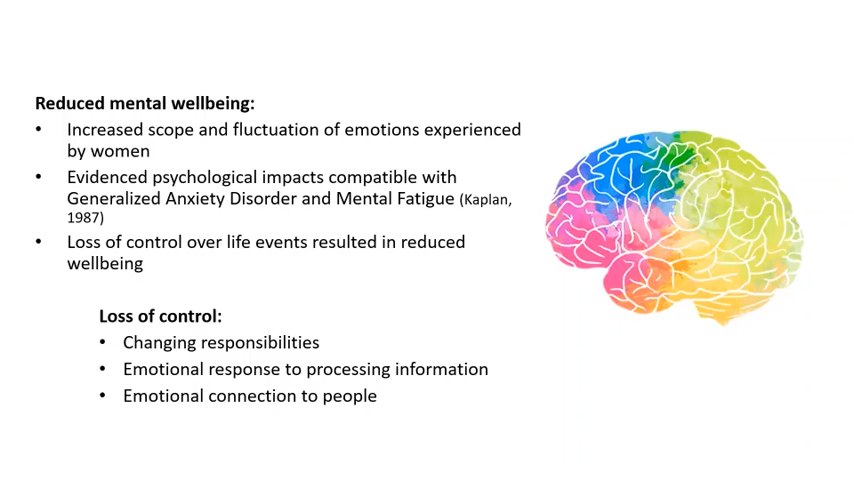 Reduced mental wellbeing:
• Increased scope and fluctuation of emotions experienced
by women
• Evidenced psychological impacts compatible with
Generalized Anxiety Disorder and Mental Fatigue (Kaplan,
1987)
• Loss of control over life events resulted in reduced
wellbeing
Loss of control:
• Changing responsibilities
• Emotional response to processing information
• Emotional connection to people